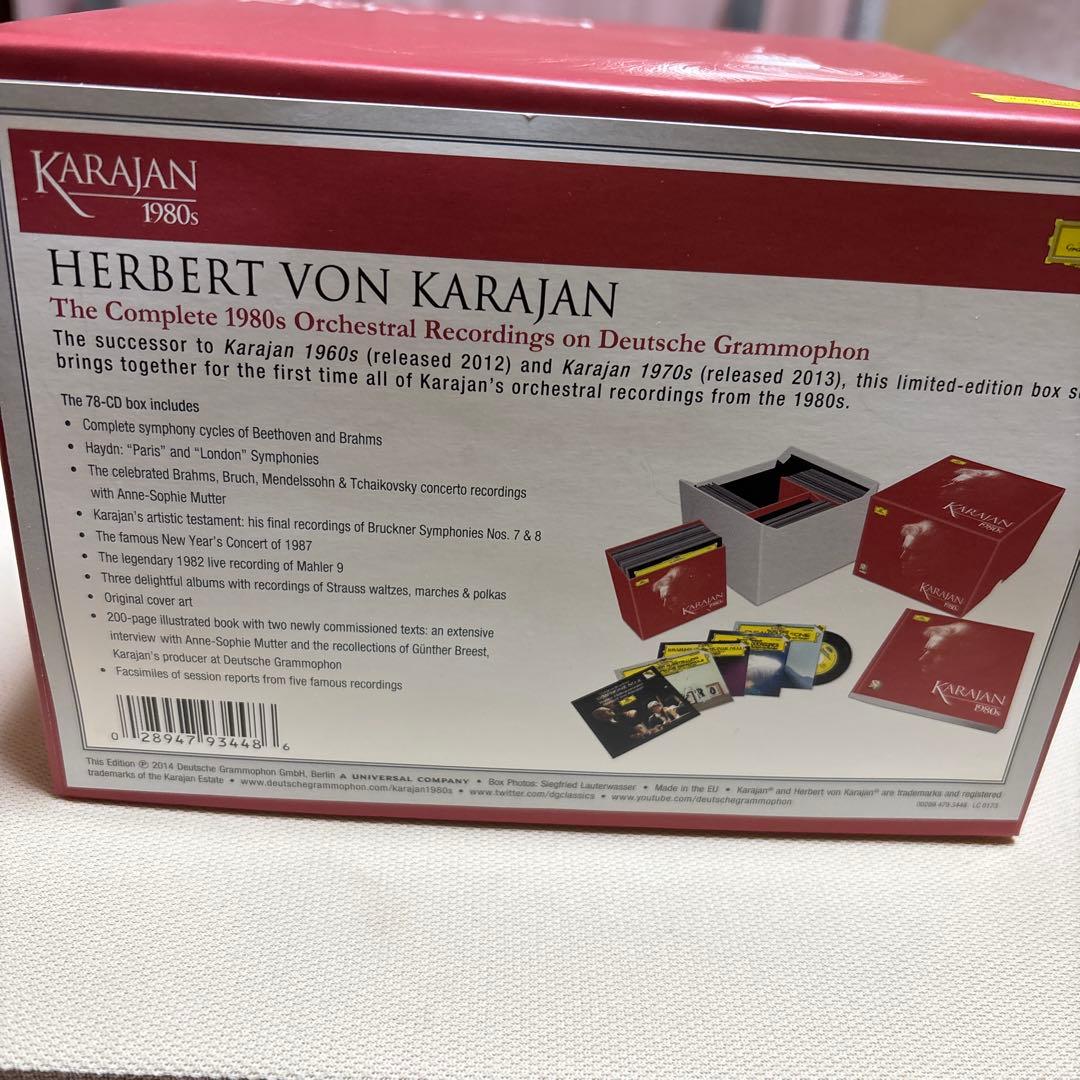 KARAJAN
1980s
HERBERT VON KARAJAN
The Complete 1980s Orchestral Recordings on Deutsche Grammophon
The successor to Karajan 1960s (released 2012) and Karajan 1970s (released 2013), this limited-edition box
brings together for the first time all of Karajan's orchestral recordings from the 1980s.
The 78-CD box includes
• Complete symphony cycles of Beethoven and Brahms
• Haydn: “Paris” and “London” Symphonies
• The celebrated Brahms, Bruch, Mendelssohn & Tchaikovsky concerto recordings
with Anne-Sophie Mutter
• Karajan's artistic testament: his final recordings of Bruckner Symphonies Nos. 7 & 8
• The famous New Year's Concert of 1987
• The legendary 1982 live recording of Mahler 9
• Three delightful albums with recordings of Strauss waltzes, marches & polkas
• Original cover art
• 200-page illustrated book with two newly commissioned texts: an extensive
interview with Anne-Sophie Mutter and the recollections of Günther Breest,
Karajan's producer at Deutsche Grammophon
• Facsimiles of session reports from five famous recordings
KARAJAN
1980s
KARAJAN
1980s
KARAJAN
1980s
KARAJAN
1980s
0 28947 93448 6
This Edition ℗ 2014 Deutsche Grammophon GmbH, Berlin A UNIVERSAL COMPANY • Box Photos: Siegfried Lauterwasser • Made in the EU • Karajan® and Herbert von Karajan® are trademarks and registered
trademarks of the Karajan Estate • www.deutschegrammophon.com/karajan1980s • www.twitter.com/dgclassics • www.youtube.com/deutschegrammophon
00289 479 3448 LC 0173